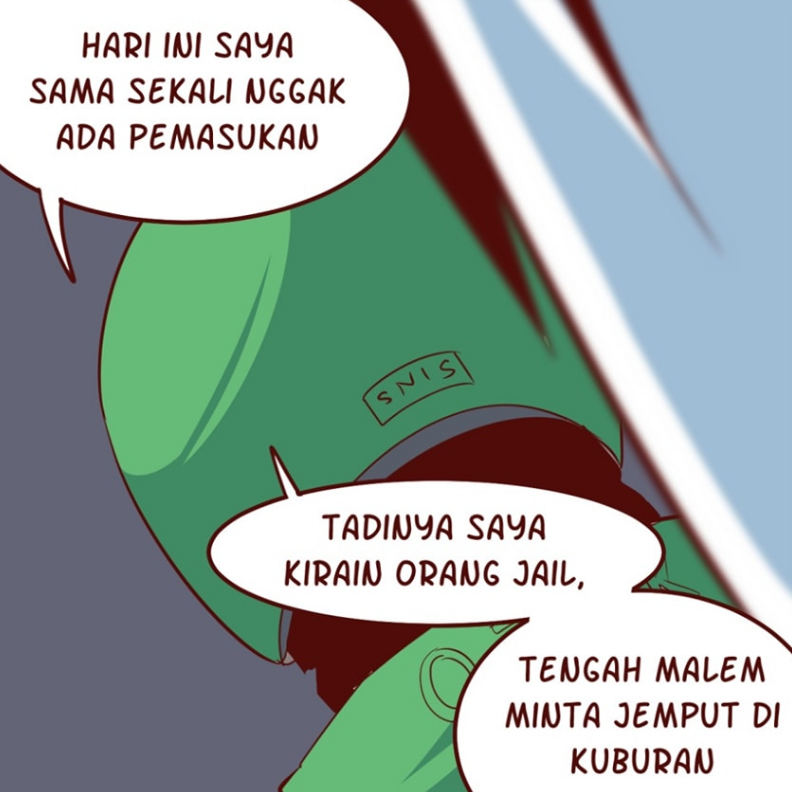 HARI INI SAYA
SAMA SEKALI NGGAK
ADA PEMASUKAN
SNIS
TADINYA SAYA
KIRAIN ORANG JAIL,
TENGAH MALEM
MINTA JEMPUT DI
KUBURAN